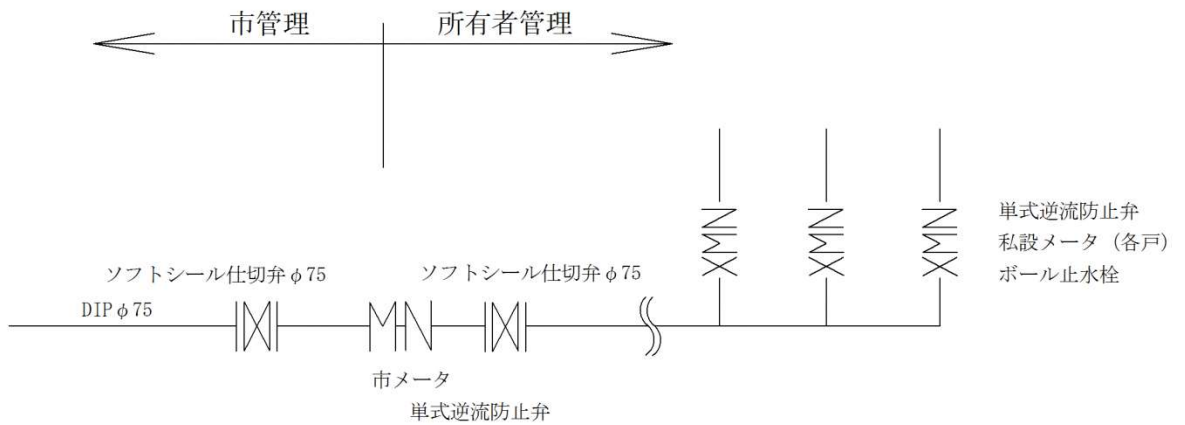 市管理
所有者管理
単式逆流防止弁
私設メータ（各戸）
ボール止水栓
ソフトシール仕切弁φ75
ソフトシール仕切弁φ75
DIPφ75
市メータ
単式逆流防止弁